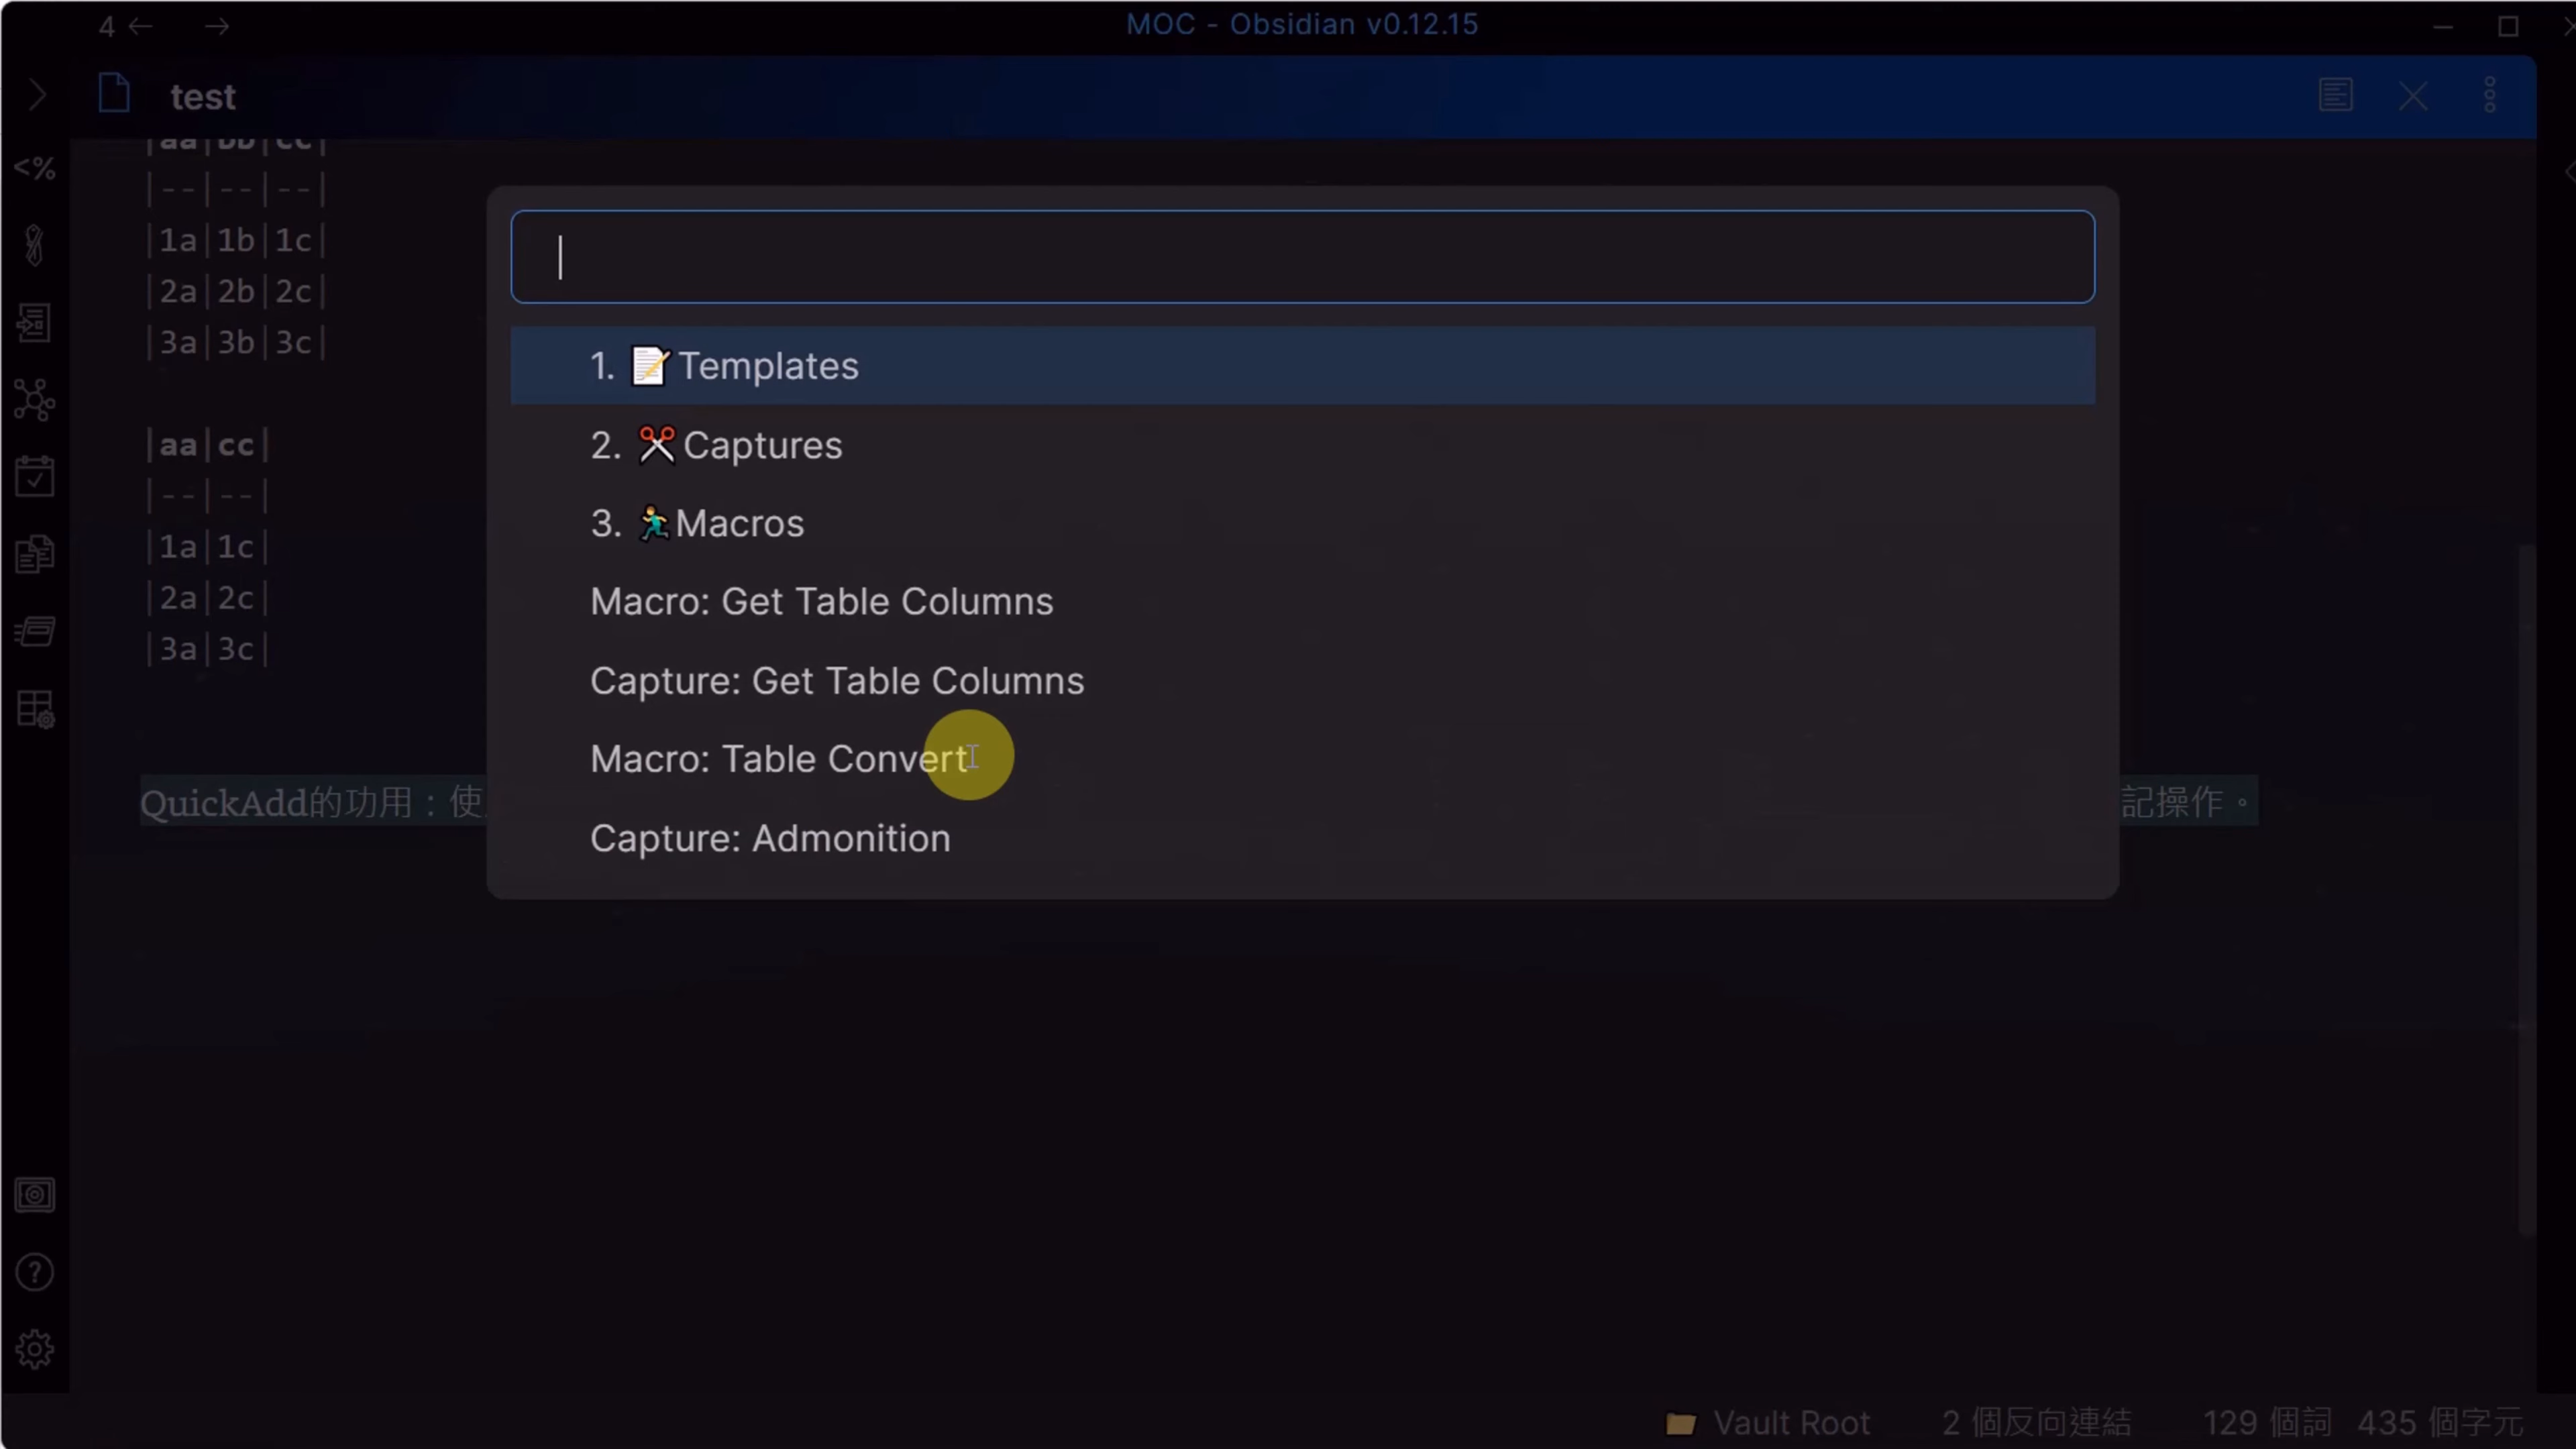 4
MOC - Obsidian v0.12.15
test
|aa|bb|cc|
|--|--|--|
|1a|1b|1c|
|2a|2b|2c|
|3a|3b|3c|
|aa|cc|
|--|--|
|1a|1c|
|2a|2c|
|3a|3c|
<%
1. 📝Templates
2. ✂Captures
3. 🏃‍♂Macros
Macro: Get Table Columns
Capture: Get Table Columns
Macro: Table Convert
Capture: Admonition
QuickAdd的功用：使 記操作。
Vault Root 2 個反向連結 129 個詞 435 個字元